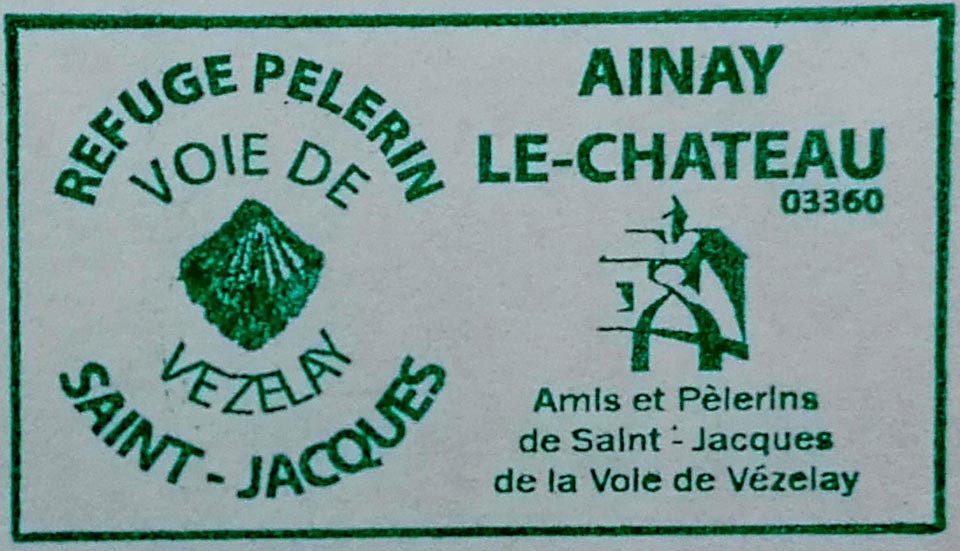 REFUGE PELERIN
VOIE DE
VEZELAY
SAINT - JACQUES
AINAY
LE-CHATEAU
03360
Amis et Pèlerins
de Saint - Jacques
de la Voie de Vézelay